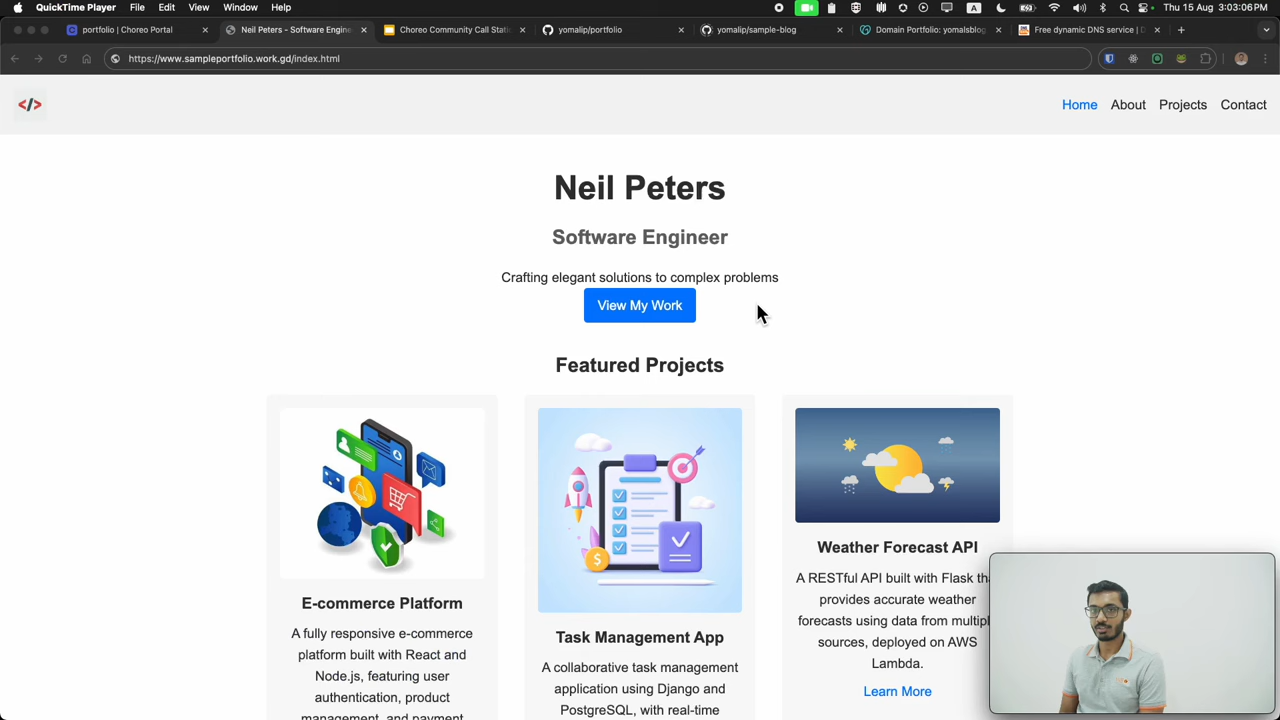 QuickTime Player File Edit View Window Help
A Thu 15 Aug 3:03:06 PM
portfolio | Choreo Portal
Neil Peters - Software Engine
Choreo Community Call Stati
yomalip/portfolio
yomalip/sample-blog
Domain Portfolio: yomalsblog
Free dynamic DNS service | D
https://www.sampleportfolio.work.gd/index.html
</>
Home About Projects Contact
Neil Peters
Software Engineer
Crafting elegant solutions to complex problems
View My Work
Featured Projects
E-commerce Platform
A fully responsive e-commerce
platform built with React and
Node.js, featuring user
authentication, product
management, and payment
Task Management App
A collaborative task management
application using Django and
PostgreSQL, with real-time
Weather Forecast API
A RESTful API built with Flask tha
provides accurate weather
forecasts using data from multipl
sources, deployed on AWS
Lambda.
Learn More